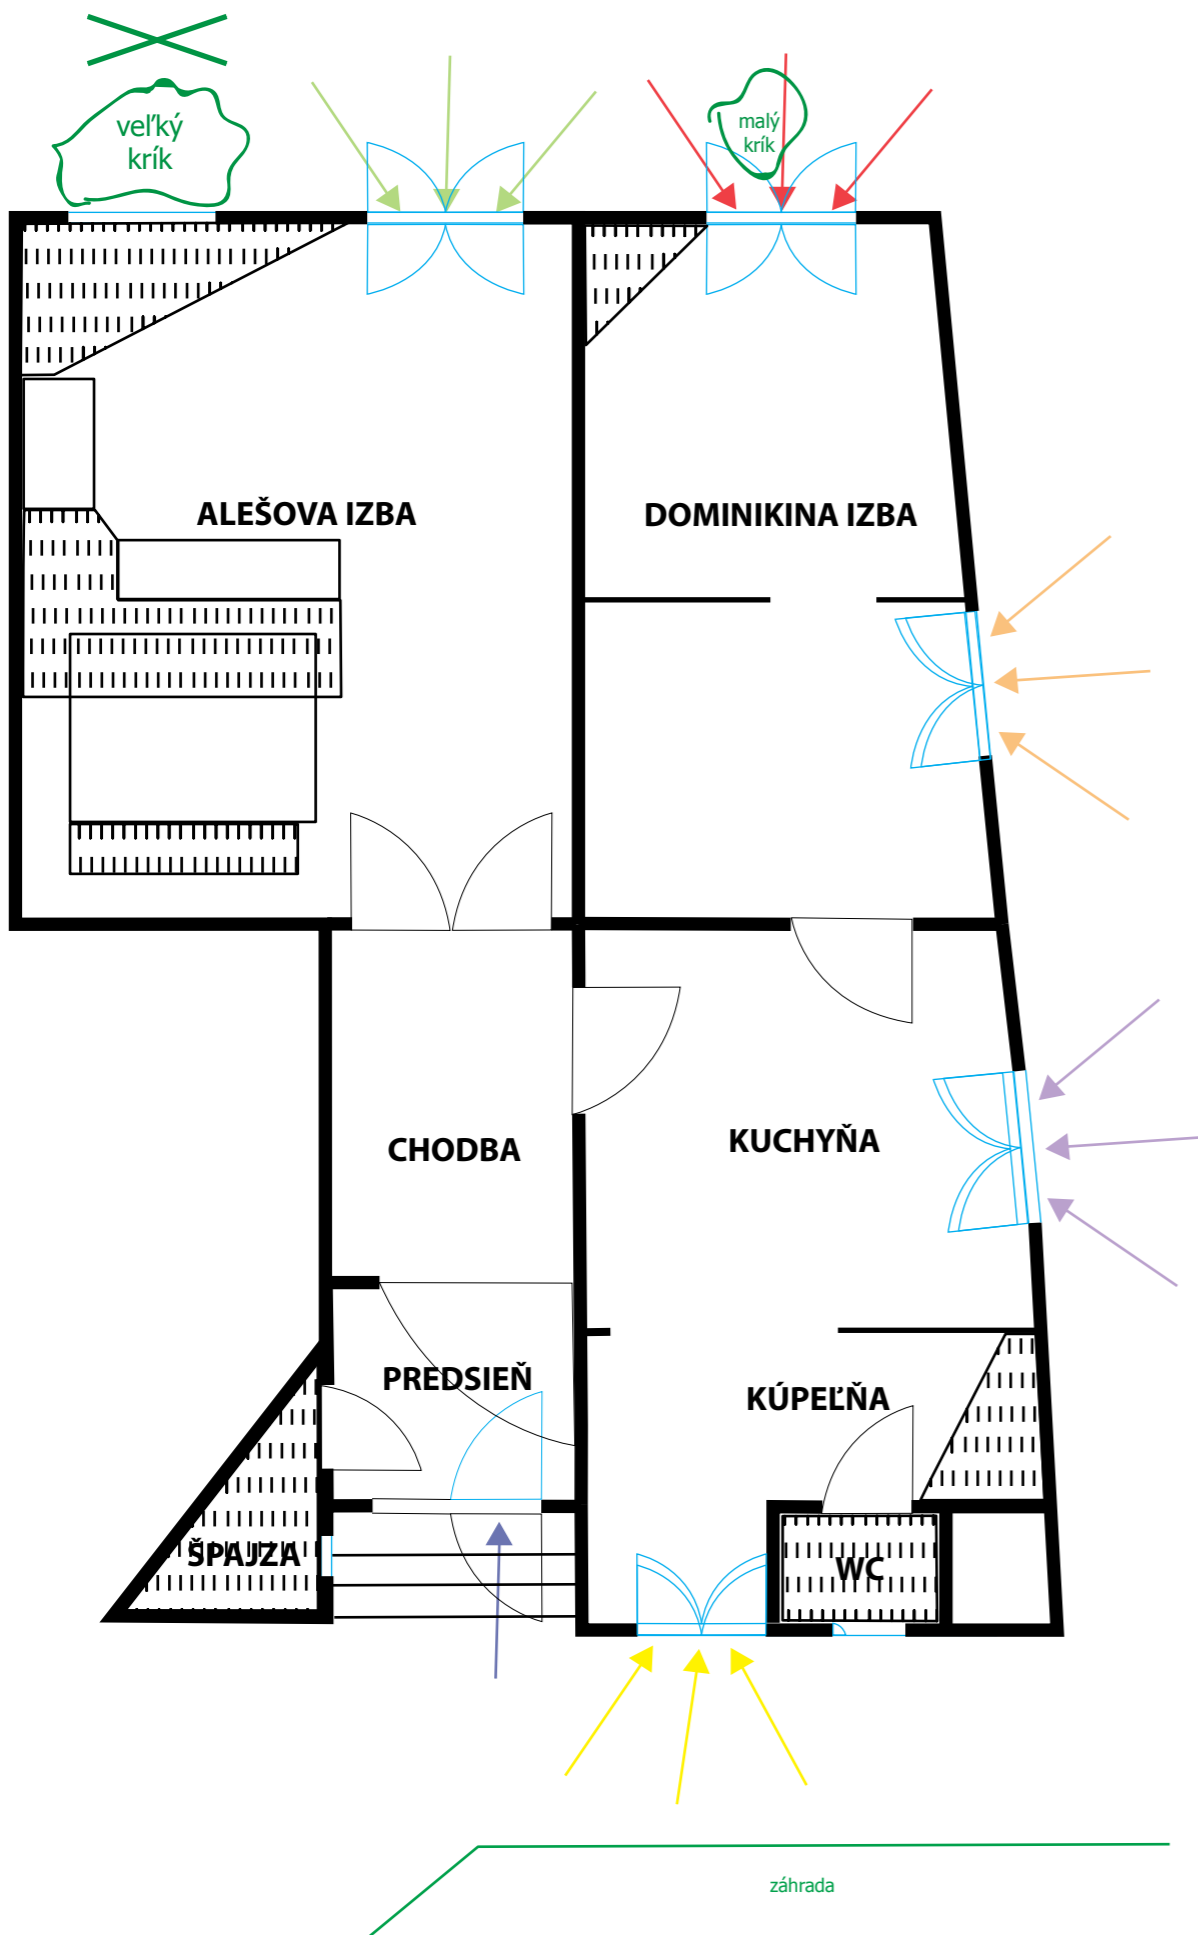 veľký
krík
malý
krík
ALEŠOVA IZBA
DOMINIKINA IZBA
CHODBA
KUCHYŇA
PREDSIEŇ
KÚPEĽŇA
ŠPAJZA
WC
záhrada